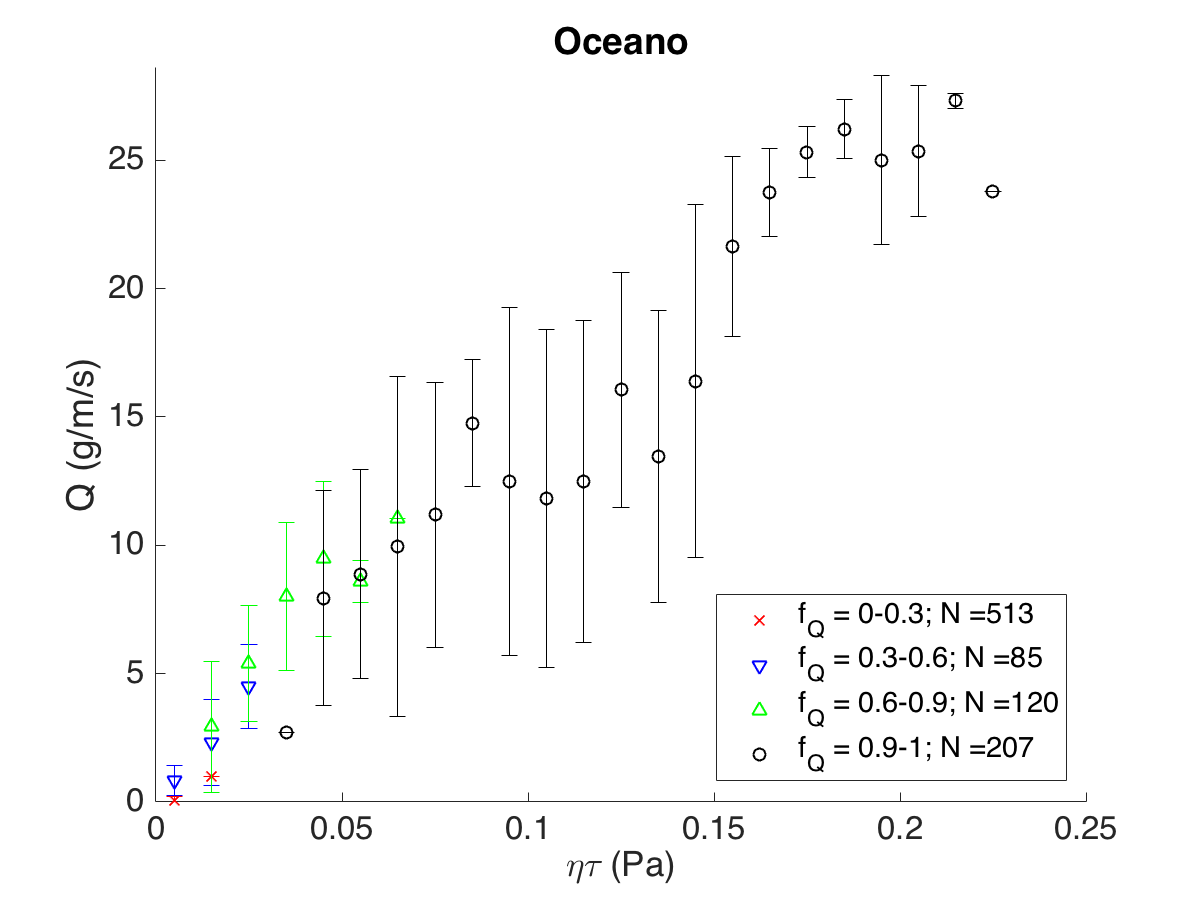 Oceano
Q (g/m/s)
25
20
15
10
5
0
0 0.05 0.1 0.15 0.2 0.25
ητ (Pa)
f_Q = 0-0.3; N =513
f_Q = 0.3-0.6; N =85
f_Q = 0.6-0.9; N =120
f_Q = 0.9-1; N =207